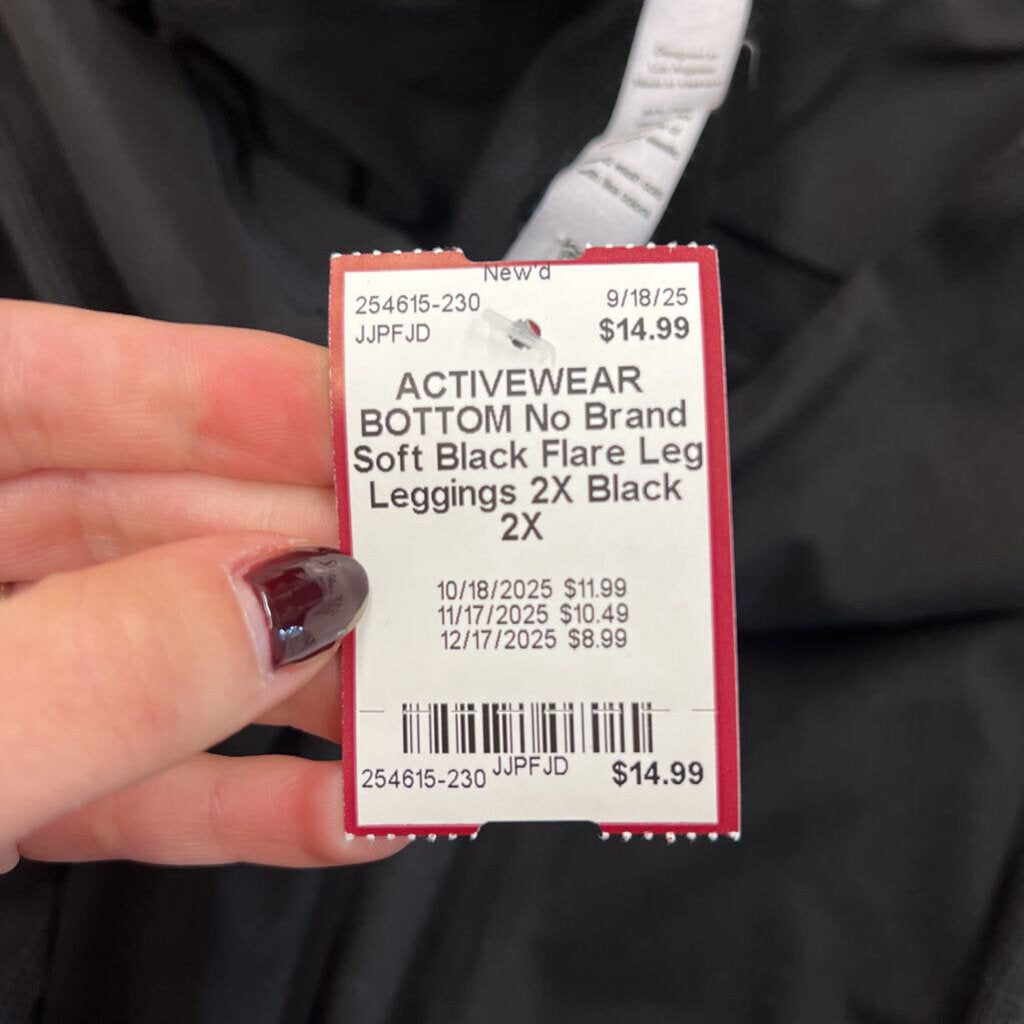 New'd
254615-230 9/18/25
JJPFJD $14.99
ACTIVEWEAR
BOTTOM No Brand
Soft Black Flare Leg
Leggings 2X Black
2X
10/18/2025 $11.99
11/17/2025 $10.49
12/17/2025 $8.99
254615-230 JJPFJD $14.99